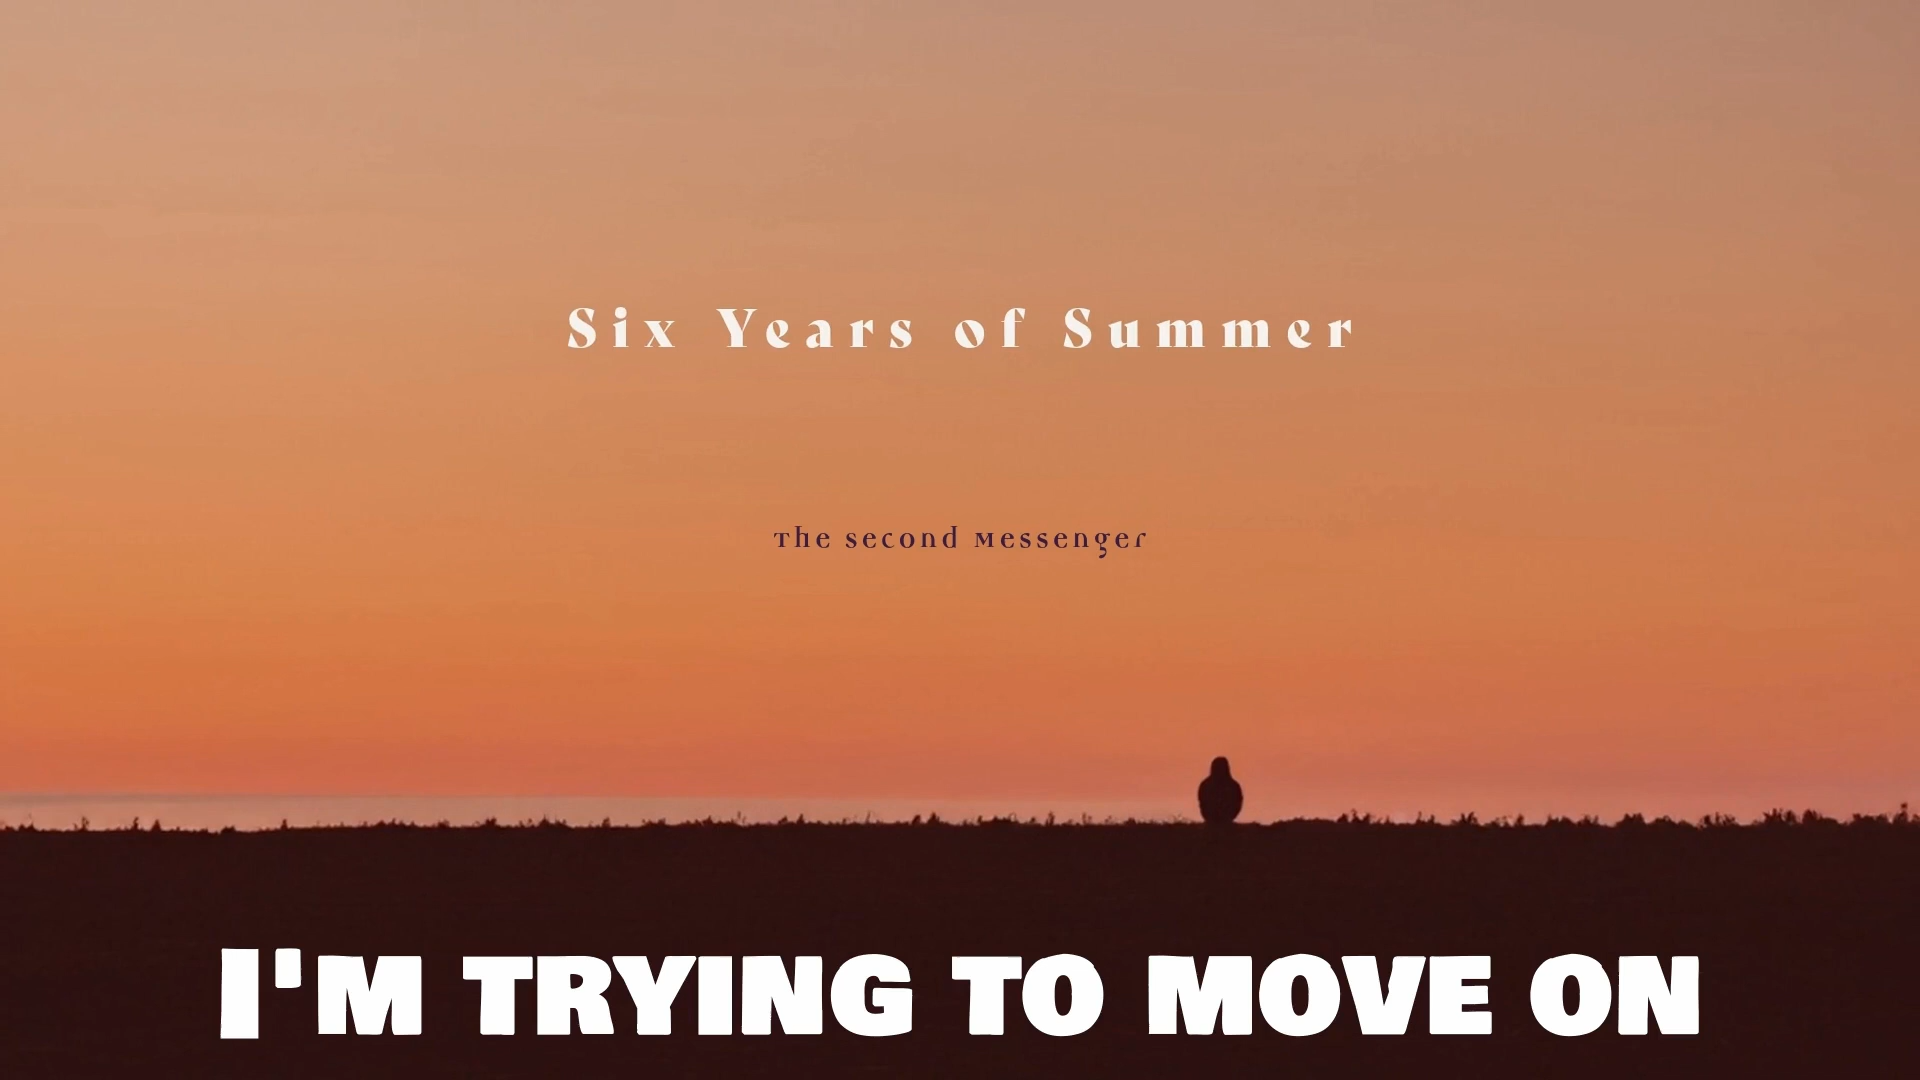 Six Years of Summer
The Second Messenger
I'M TRYING TO MOVE ON